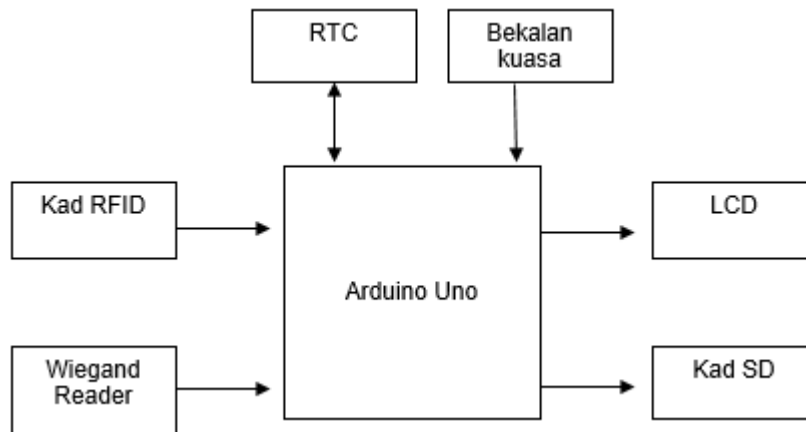 RTC
Bekalan
kuasa
Kad RFID
LCD
Arduino Uno
Wiegand
Reader
Kad SD